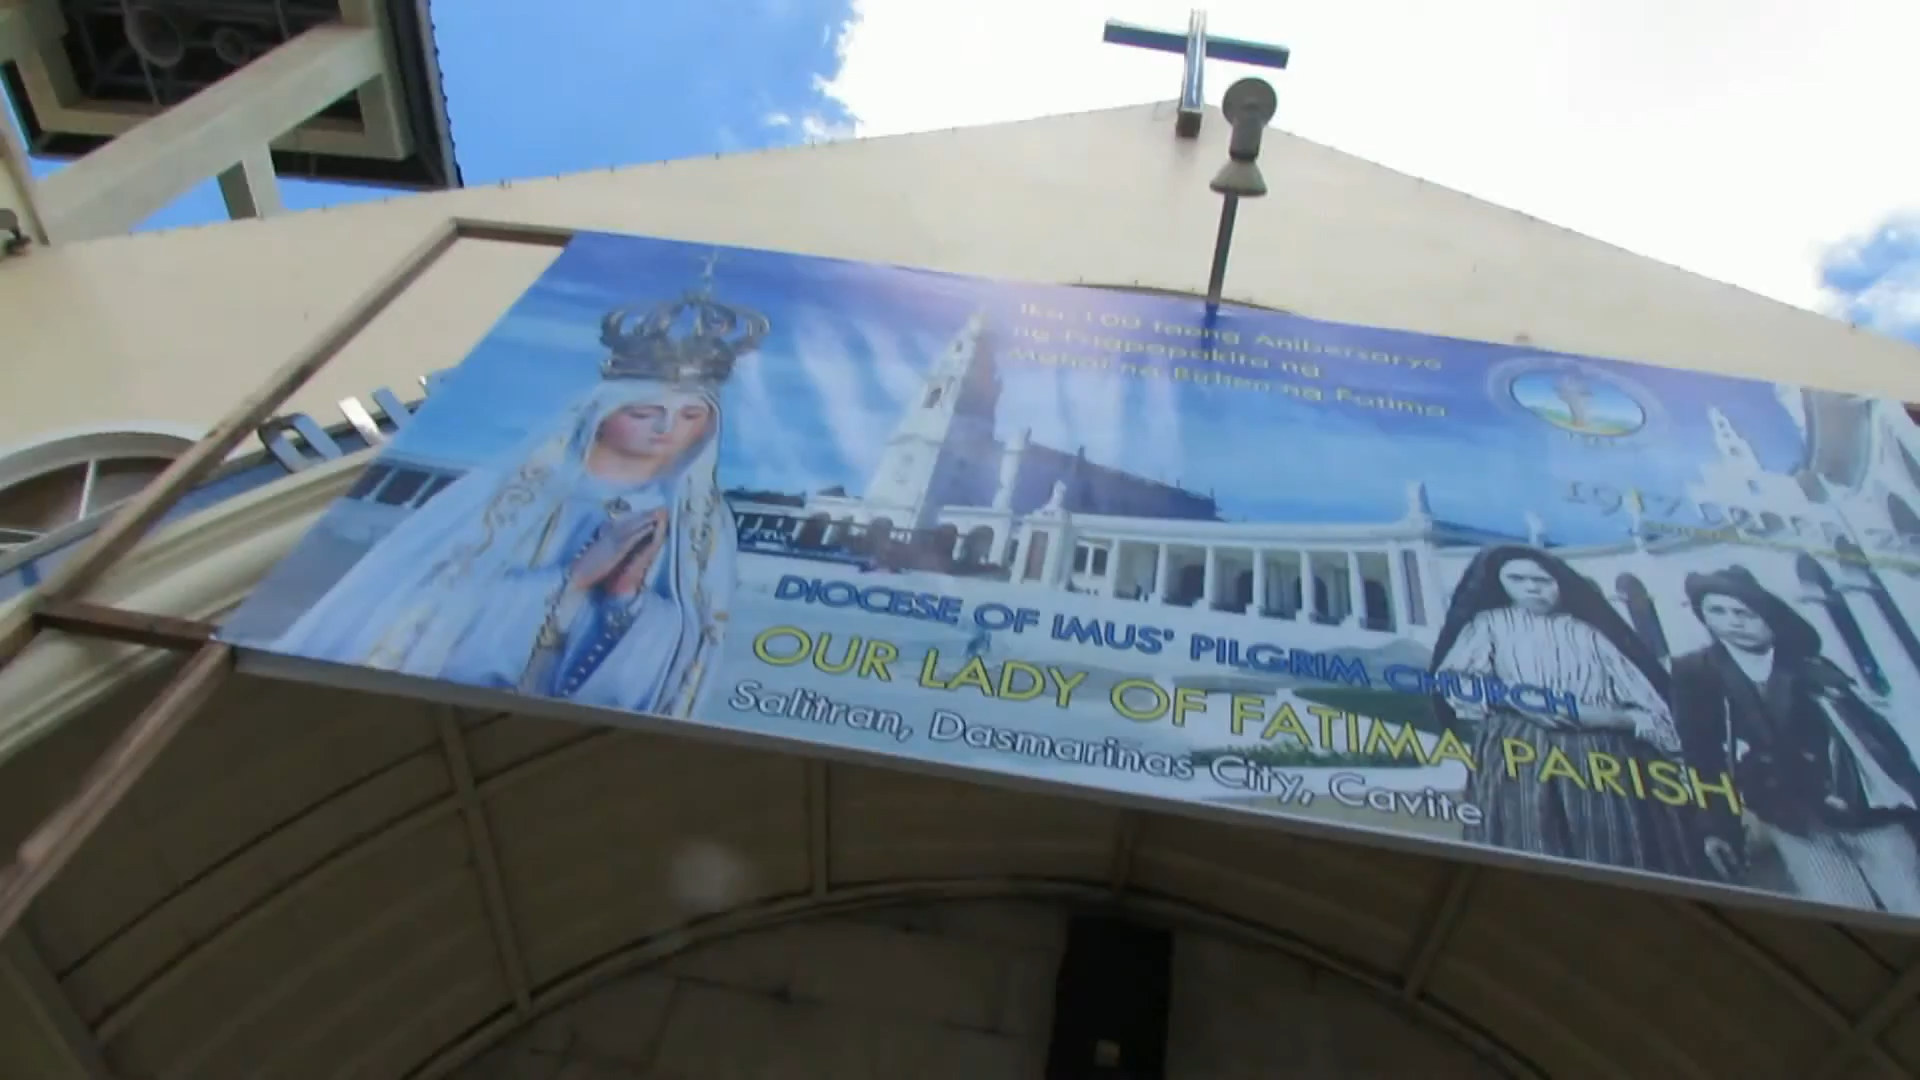 Ika-100 taong Anibersaryo
ng Pagpapakita ng
Mahal na Birhen ng Fatima
1917
DIOCESE OF IMUS' PILGRIM CHURCH
OUR LADY OF FATIMA PARISH
Salitran, Dasmarinas City, Cavite